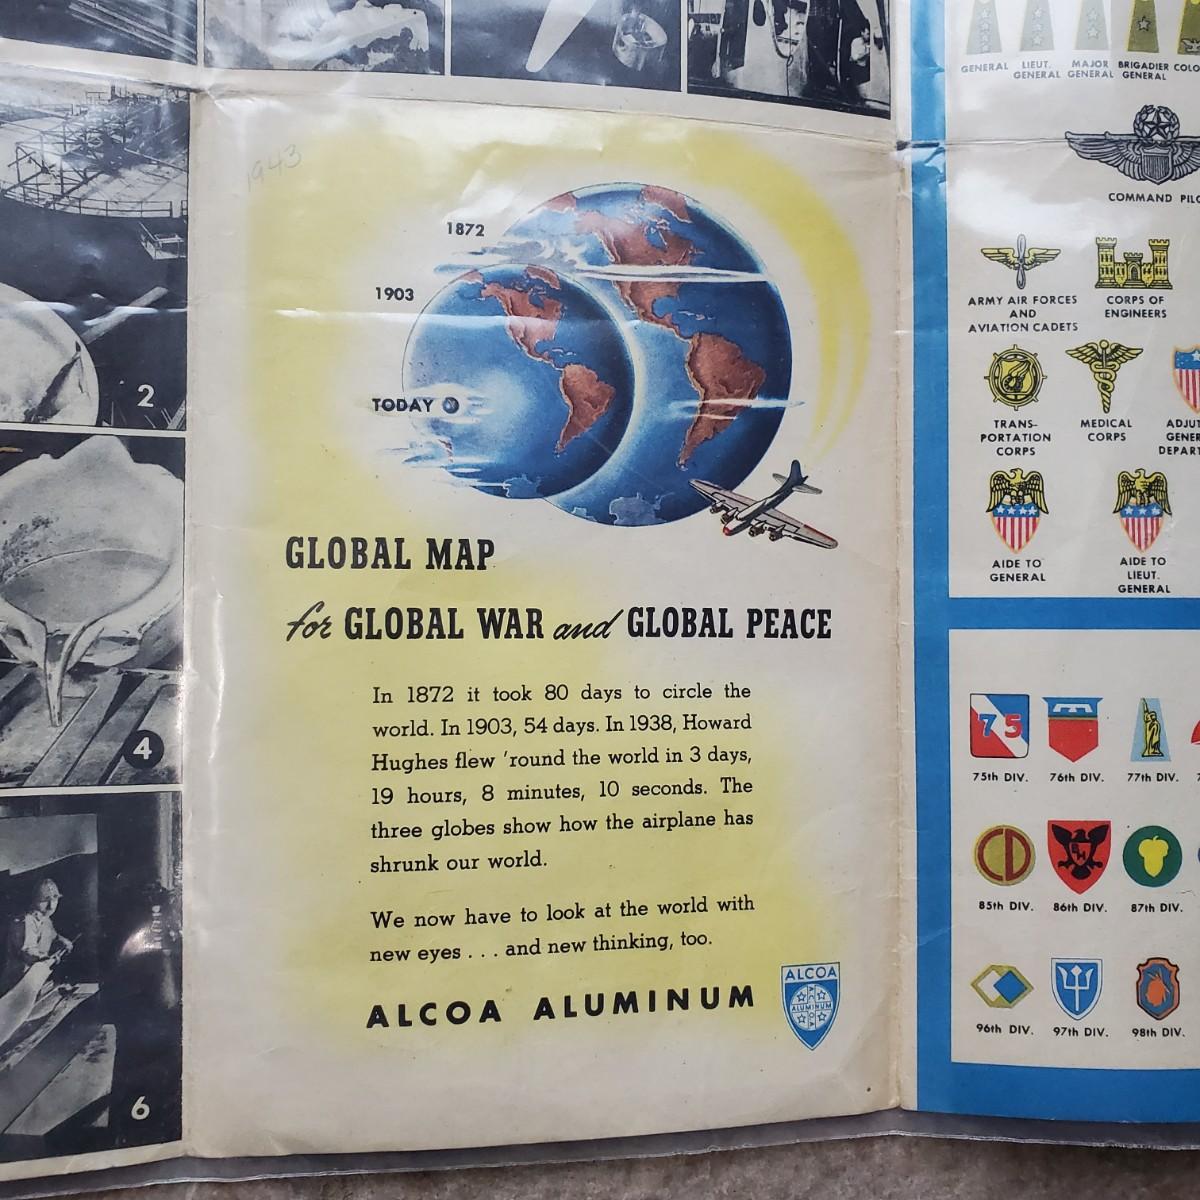 GENERAL
LIEUT.
GENERAL
MAJOR
GENERAL
BRIGADIER
GENERAL
COMMAND
ARMY AIR FORCES
AND
AVIATION CADETS
CORPS OF
ENGINEERS
TRANS-
PORTATION
CORPS
MEDICAL
CORPS
AIDE TO
GENERAL
AIDE TO
LIEUT.
GENERAL
1943
1872
1903
TODAY
GLOBAL MAP
for GLOBAL WAR and GLOBAL PEACE
In 1872 it took 80 days to circle the
world. In 1903, 54 days. In 1938, Howard
Hughes flew 'round the world in 3 days,
19 hours, 8 minutes, 10 seconds. The
three globes show how the airplane has
shrunk our world.
We now have to look at the world with
new eyes . . . and new thinking, too.
ALCOA ALUMINUM
ALCOA
ALUMINUM
2
4
6
75
75th DIV.
76th DIV.
77th DIV.
CD
85th DIV.
BH
86th DIV.
87th DIV.
96th DIV.
97th DIV.
98th DIV.